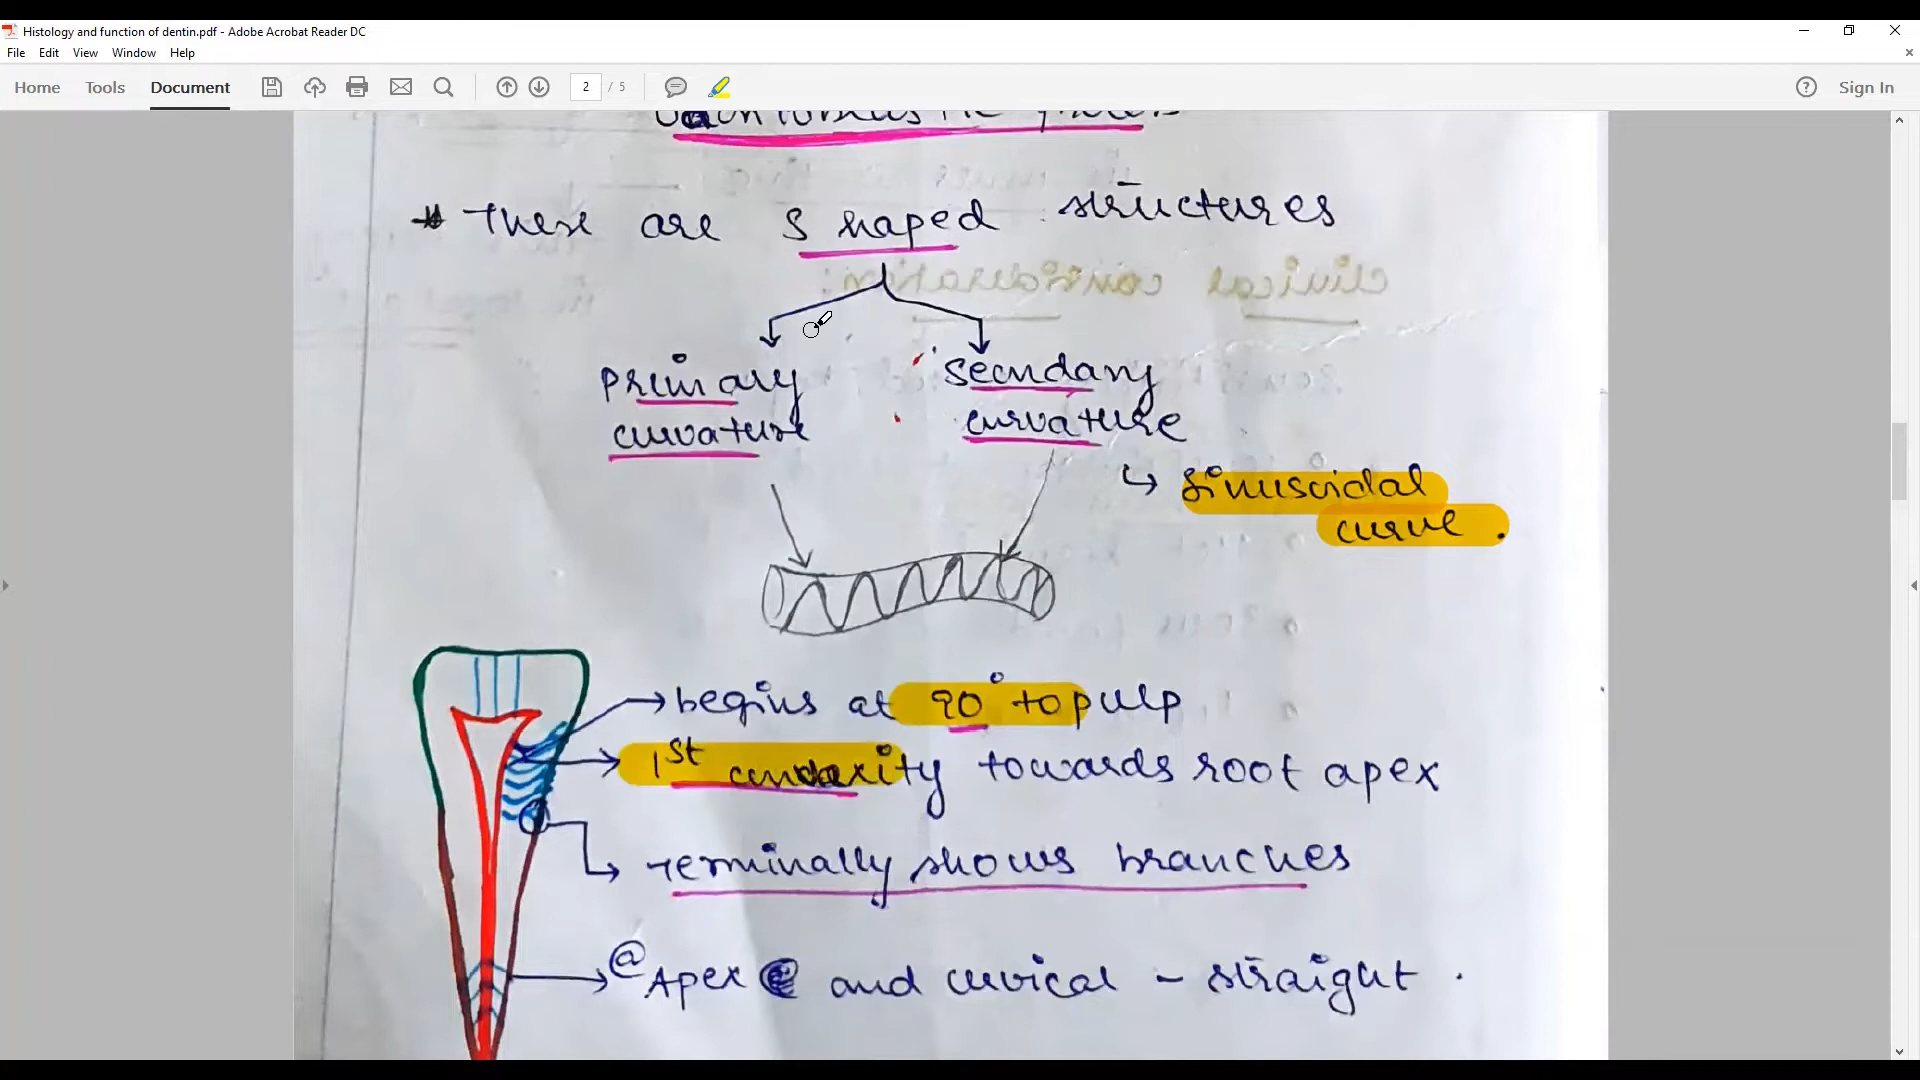 Histology and function of dentin.pdf - Adobe Acrobat Reader DC
File Edit View Window Help
Home Tools Document 2 / 5 Sign In
* These are S shaped structures
primary curvature
secndary curvature
↳ sinusoidal curve.
begins at 90° to pulp
1st convexity towards root apex
Terminally shows branches
@ Apex and cervical - straight.